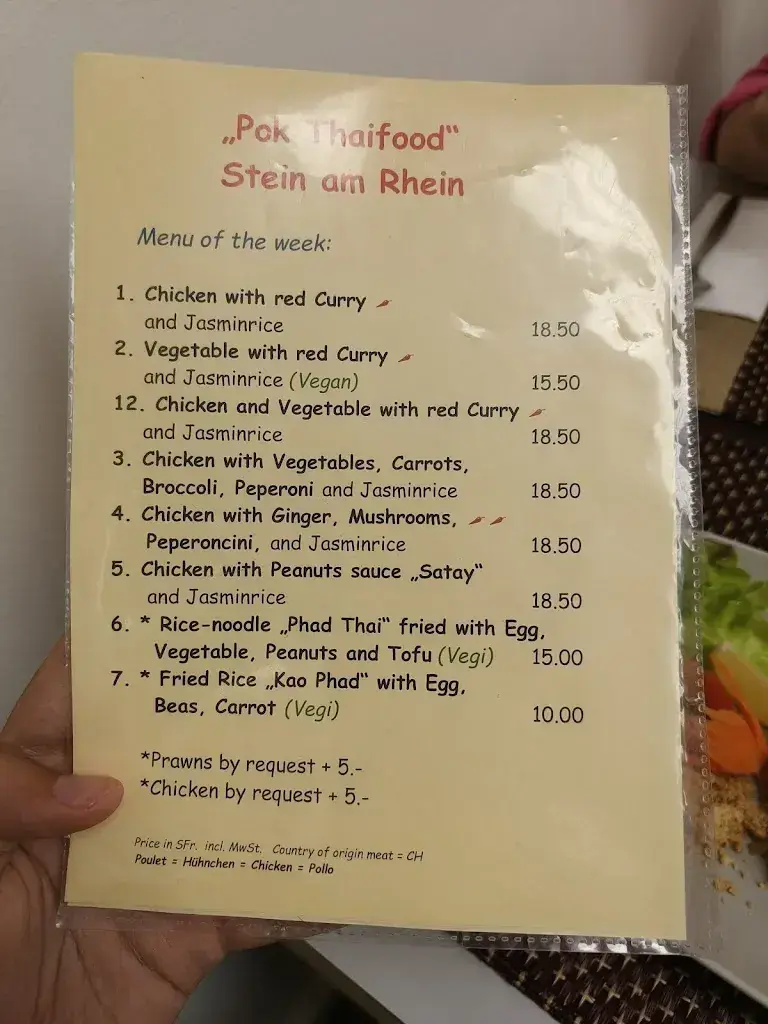 „Pok Thaifood“
Stein am Rhein
Menu of the week:
1. Chicken with red Curry
and Jasminrice 18.50
2. Vegetable with red Curry
and Jasminrice (Vegan) 15.50
12. Chicken and Vegetable with red Curry
and Jasminrice 18.50
3. Chicken with Vegetables, Carrots,
Broccoli, Peperoni and Jasminrice 18.50
4. Chicken with Ginger, Mushrooms,
Peperoncini, and Jasminrice 18.50
5. Chicken with Peanuts sauce „Satay“
and Jasminrice 18.50
6. * Rice-noodle „Phad Thai“ fried with Egg,
Vegetable, Peanuts and Tofu (Vegi) 15.00
7. * Fried Rice „Kao Phad“ with Egg,
Beas, Carrot (Vegi) 10.00
*Prawns by request + 5.-
*Chicken by request + 5.-
Price in SFr. incl. MwSt. Country of origin meat = CH
Poulet = Hühnchen = Chicken = Pollo